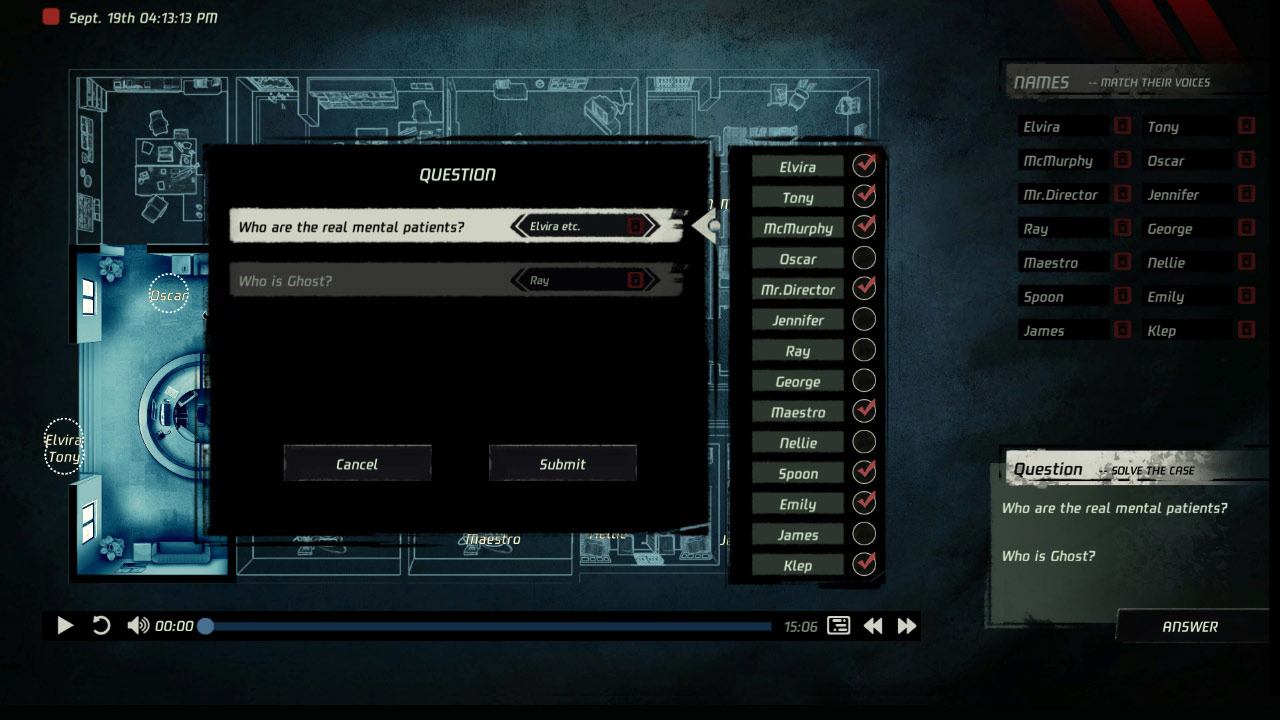 Sept. 19th 04:13:13 PM
NAMES -- MATCH THEIR VOICES
Elvira Tony
McMurphy Oscar
Mr.Director Jennifer
Ray George
Maestro Nellie
Spoon Emily
James Klep
QUESTION
Who are the real mental patients? Elvira etc.
Who is Ghost? Ray
Cancel Submit
Elvira
Tony
McMurphy
Oscar
Mr.Director
Jennifer
Ray
George
Maestro
Nellie
Spoon
Emily
James
Klep
Oscar
Elvira
Tony
Maestro
Nellie
Question -- SOLVE THE CASE
Who are the real mental patients?
Who is Ghost?
ANSWER
00:00 15:06